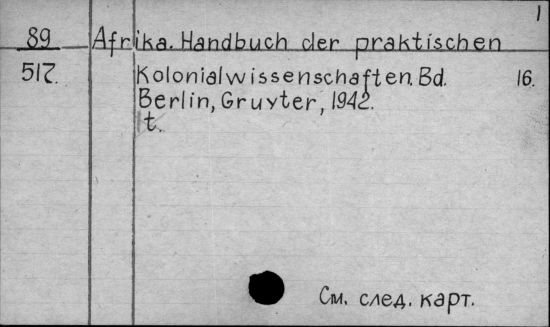 1
89 Afrika. Handbuch der praktischen
517. Kolonialwissenschaften. Bd. 16.
Berlin, Gruyter, 1942.
t.
См. след. карт.